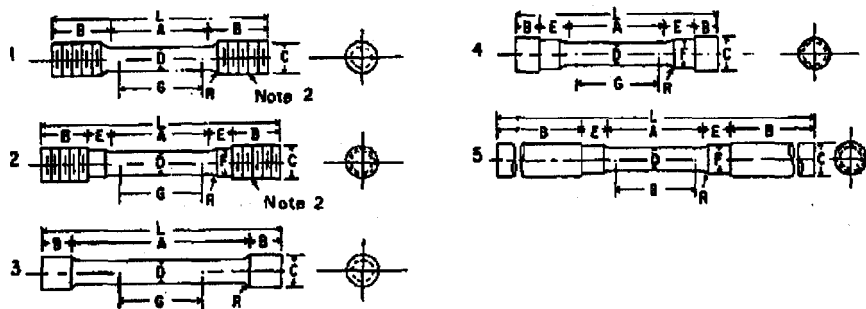 L
B A B
1 D C
G R
Note 2
L
B E A E B
2 D F C
G R
Note 2
L
B A B
3 D C
G R
L
B E A E B
4 D F C
G R
L
B E A E B
5 D F C
B R